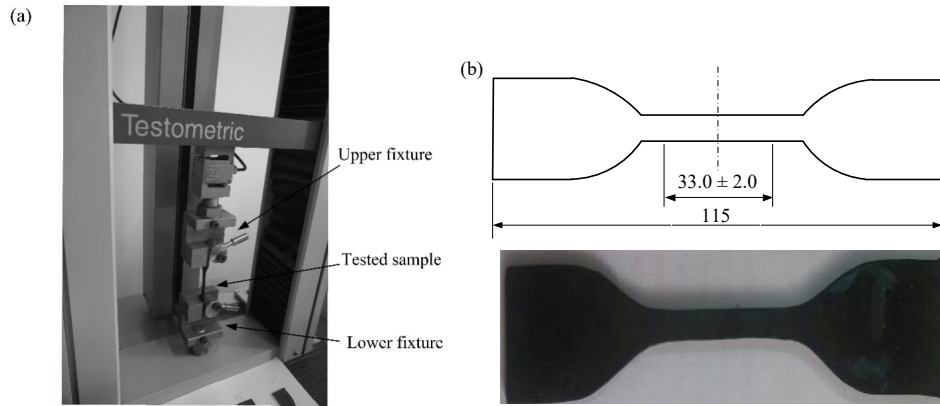 (a)
Testometric
Upper fixture
Tested sample
Lower fixture
(b)
33.0 ± 2.0
115